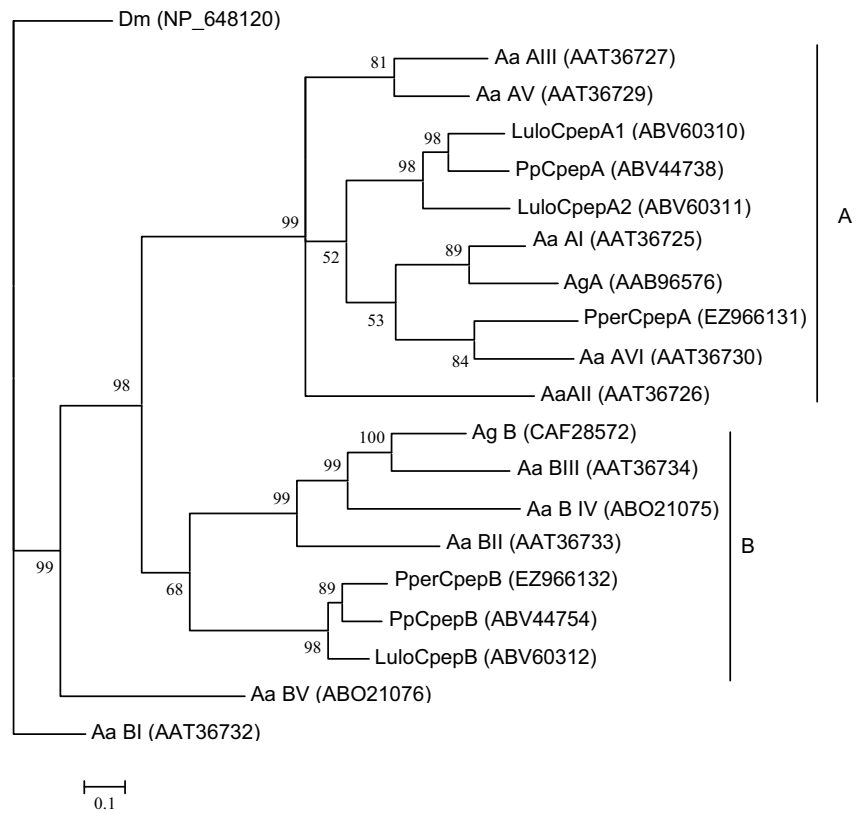 Dm (NP_648120)
Aa AIII (AAT36727)
81
Aa AV (AAT36729)
LuloCpepA1 (ABV60310)
98
PpCpepA (ABV44738)
98
LuloCpepA2 (ABV60311)
A
99
Aa AI (AAT36725)
89
52
AgA (AAB96576)
PperCpepA (EZ966131)
53
Aa AVI (AAT36730)
84
98
AaAII (AAT36726)
Ag B (CAF28572)
100
99
Aa BIII (AAT36734)
99
Aa B IV (ABO21075)
Aa BII (AAT36733)
B
99
PperCpepB (EZ966132)
68
89
PpCpepB (ABV44754)
98
LuloCpepB (ABV60312)
Aa BV (ABO21076)
Aa BI (AAT36732)
0.1